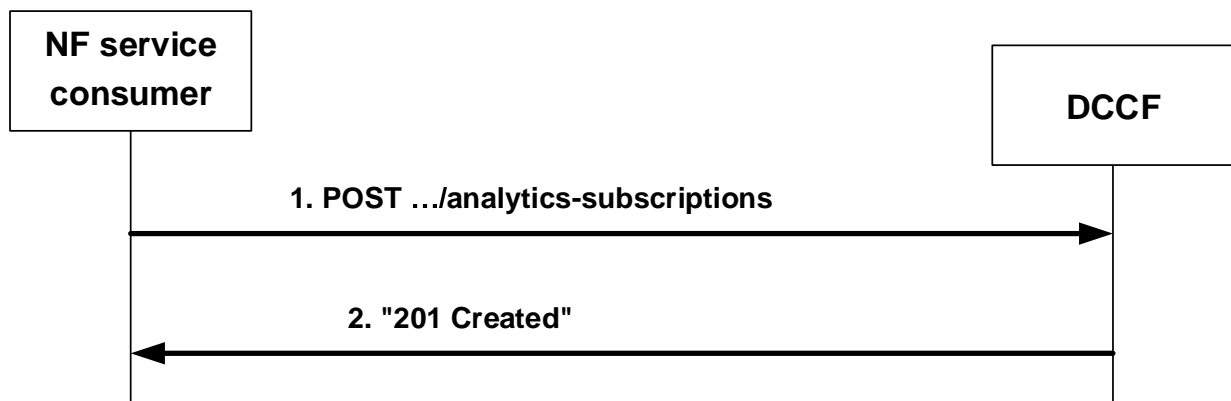 NF service
consumer
DCCF
1. POST …/analytics-subscriptions
2. "201 Created"